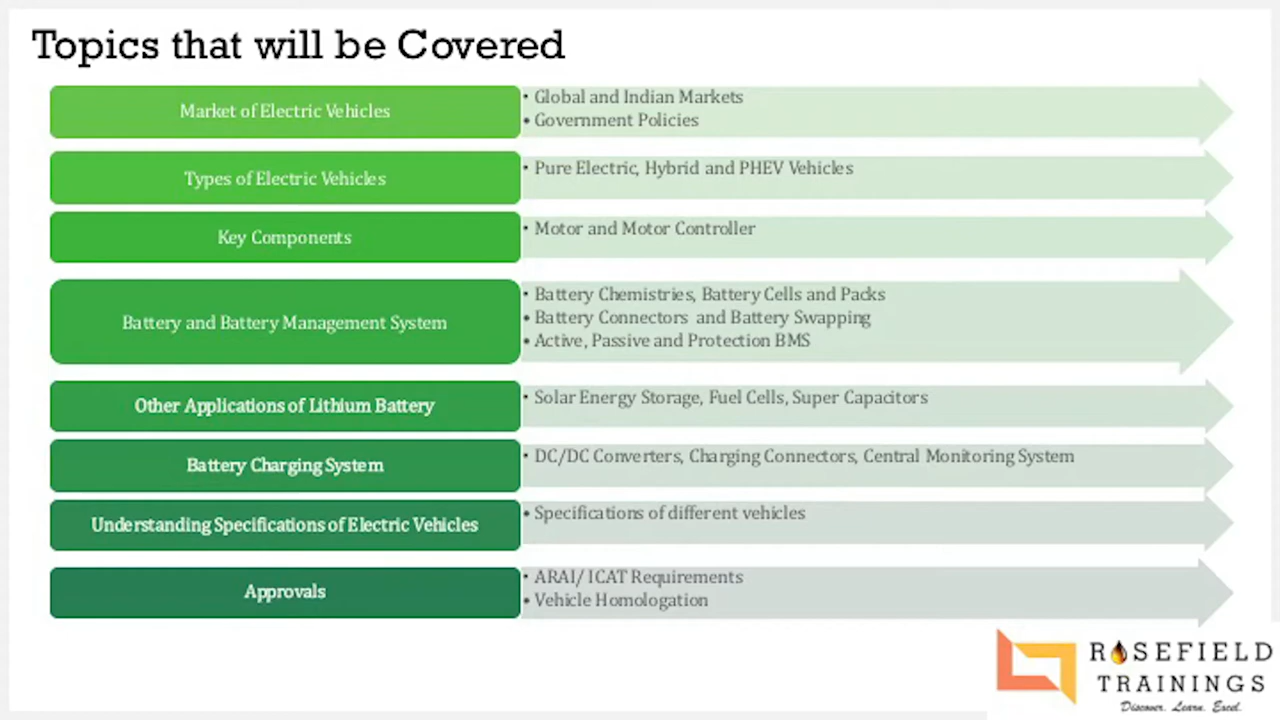 Topics that will be Covered
Market of Electric Vehicles
• Global and Indian Markets
• Government Policies
Types of Electric Vehicles
• Pure Electric, Hybrid and PHEV Vehicles
Key Components
• Motor and Motor Controller
Battery and Battery Management System
• Battery Chemistries, Battery Cells and Packs
• Battery Connectors and Battery Swapping
• Active, Passive and Protection BMS
Other Applications of Lithium Battery
• Solar Energy Storage, Fuel Cells, Super Capacitors
Battery Charging System
• DC/DC Converters, Charging Connectors, Central Monitoring System
Understanding Specifications of Electric Vehicles
• Specifications of different vehicles
Approvals
• ARAI/ ICAT Requirements
• Vehicle Homologation
ROSEFIELD
TRAININGS
Discover. Learn. Excel.